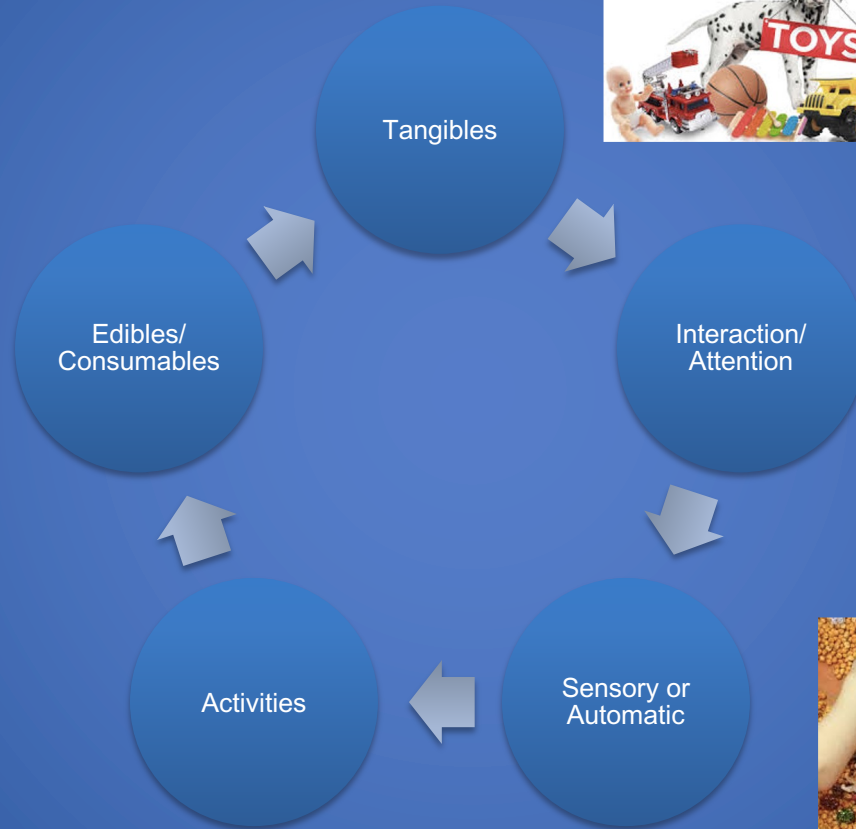 TOYS
Tangibles
Interaction/
Attention
Sensory or
Automatic
Activities
Edibles/
Consumables